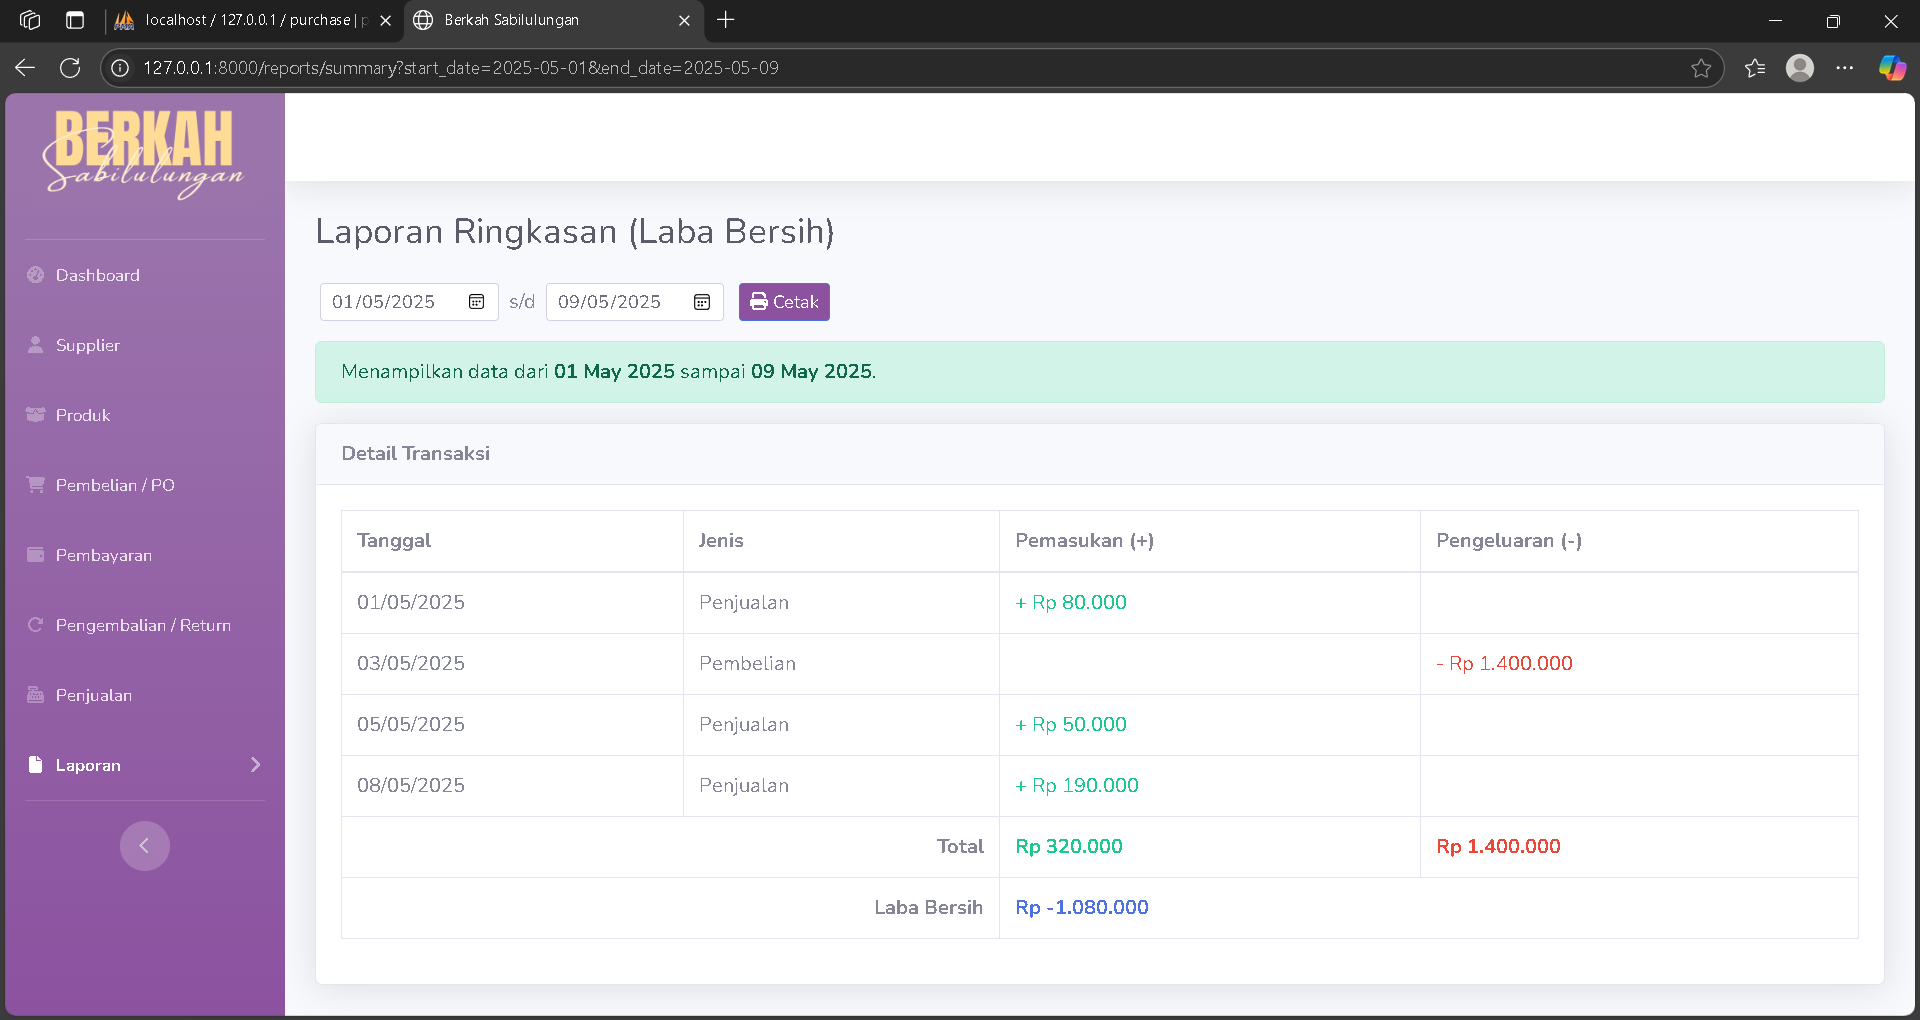 localhost / 127.0.0.1 / purchase | p
Berkah Sabilulungan
127.0.0.1:8000/reports/summary?start_date=2025-05-01&end_date=2025-05-09
BERKAH
Sabilulungan
Dashboard
Supplier
Produk
Pembelian / PO
Pembayaran
Pengembalian / Return
Penjualan
Laporan
Laporan Ringkasan (Laba Bersih)
01/05/2025 s/d 09/05/2025 Cetak
Menampilkan data dari 01 May 2025 sampai 09 May 2025.
Detail Transaksi
Tanggal Jenis Pemasukan (+) Pengeluaran (-)
01/05/2025 Penjualan + Rp 80.000
03/05/2025 Pembelian - Rp 1.400.000
05/05/2025 Penjualan + Rp 50.000
08/05/2025 Penjualan + Rp 190.000
Total Rp 320.000 Rp 1.400.000
Laba Bersih Rp -1.080.000